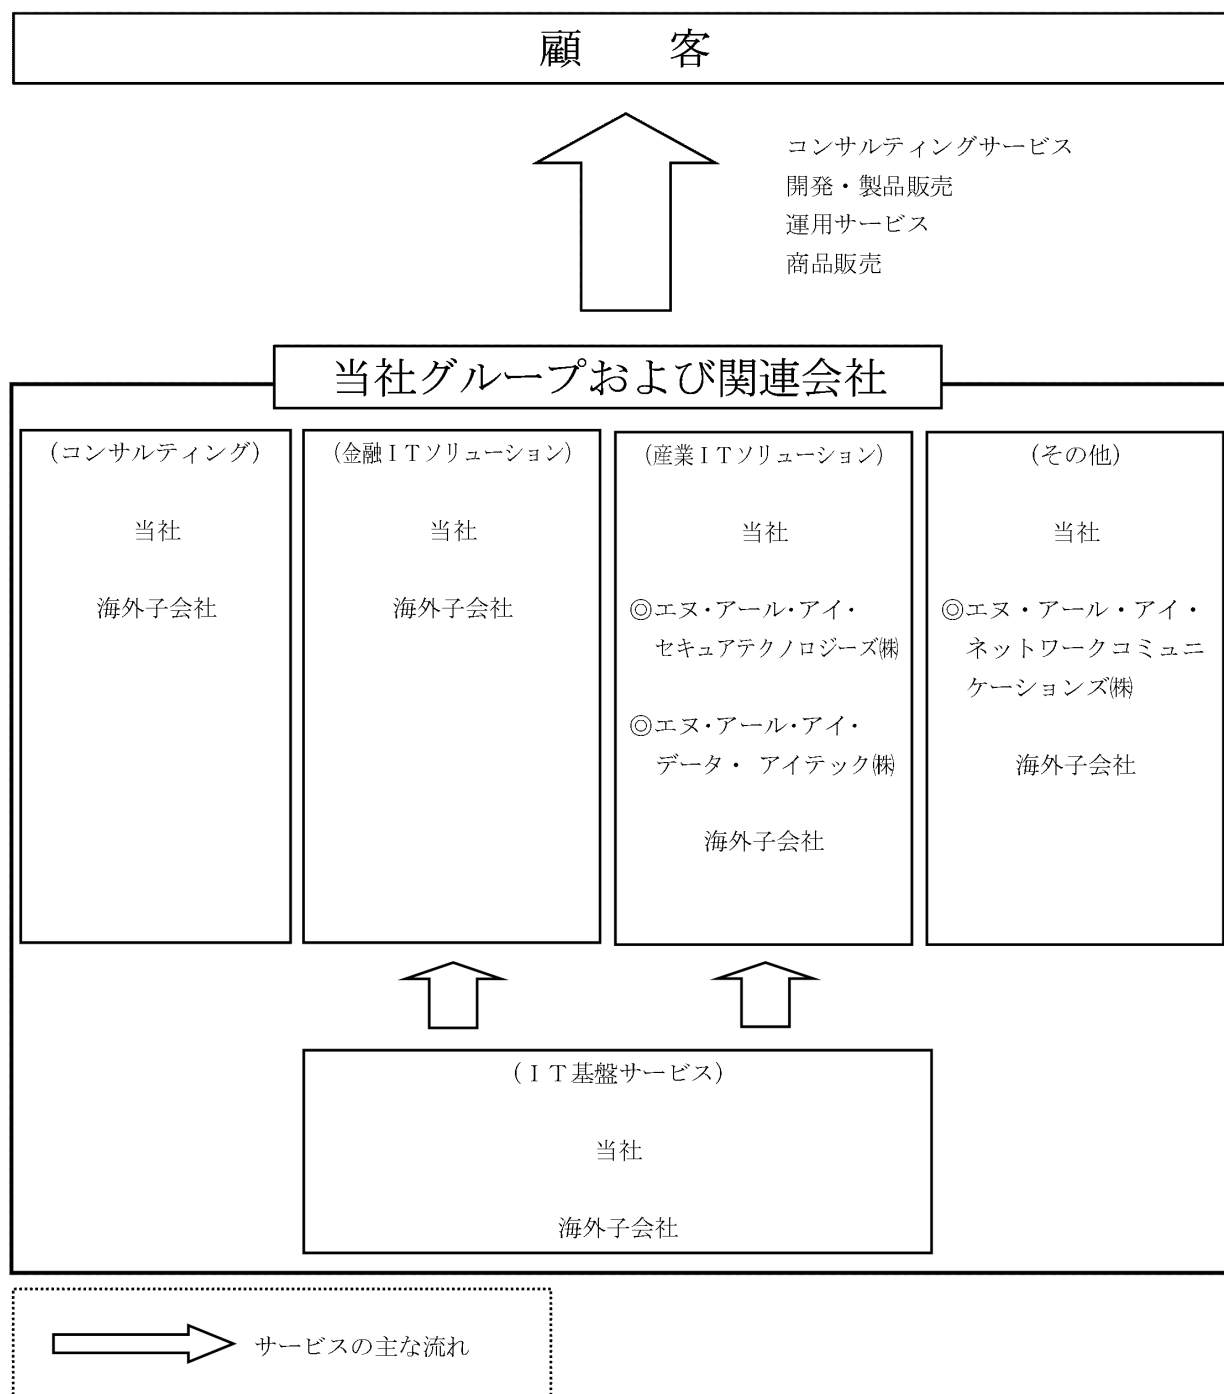 顧　　客
コンサルティングサービス
開発・製品販売
運用サービス
商品販売
当社グループおよび関連会社
(コンサルティング)
当社
海外子会社
(金融ITソリューション)
当社
海外子会社
(産業ITソリューション)
当社
◎エヌ・アール・アイ・
セキュアテクノロジーズ㈱
◎エヌ・アール・アイ・
データ・ アイテック㈱
海外子会社
(その他)
当社
◎エヌ・アール・アイ・
ネットワークコミュニ
ケーションズ㈱
海外子会社
(IT基盤サービス)
当社
海外子会社
サービスの主な流れ